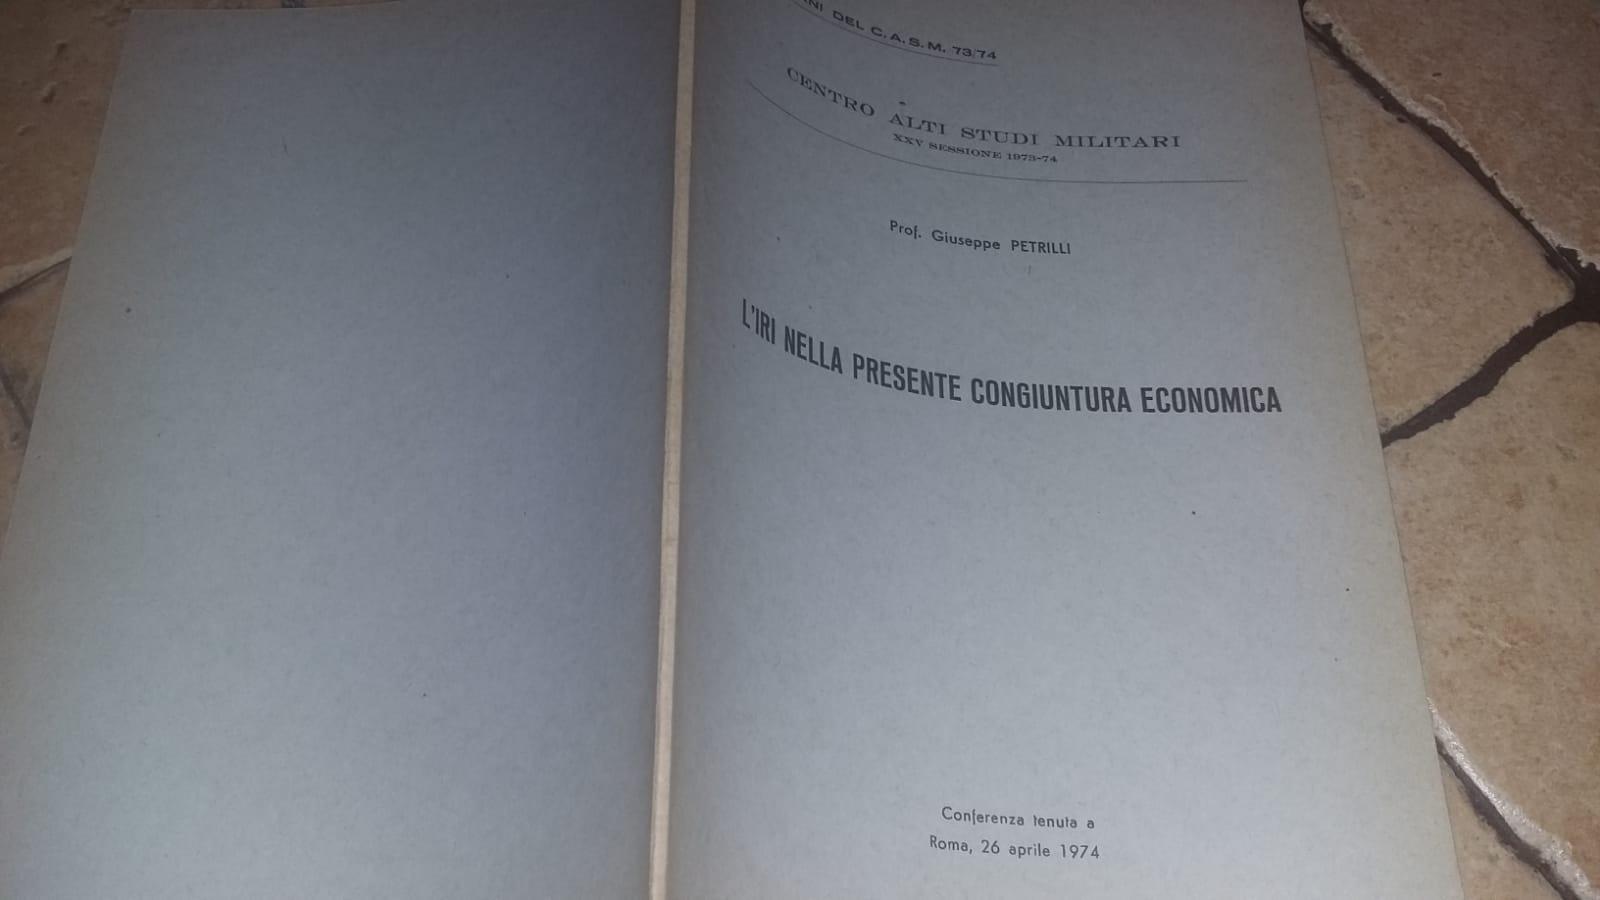 DEL C.A.S.M. 73/74
CENTRO ALTI STUDI MILITARI
XXV SESSIONE 1973-74
Prof. Giuseppe PETRILLI
L'IRI NELLA PRESENTE CONGIUNTURA ECONOMICA
Conferenza tenuta a
Roma, 26 aprile 1974